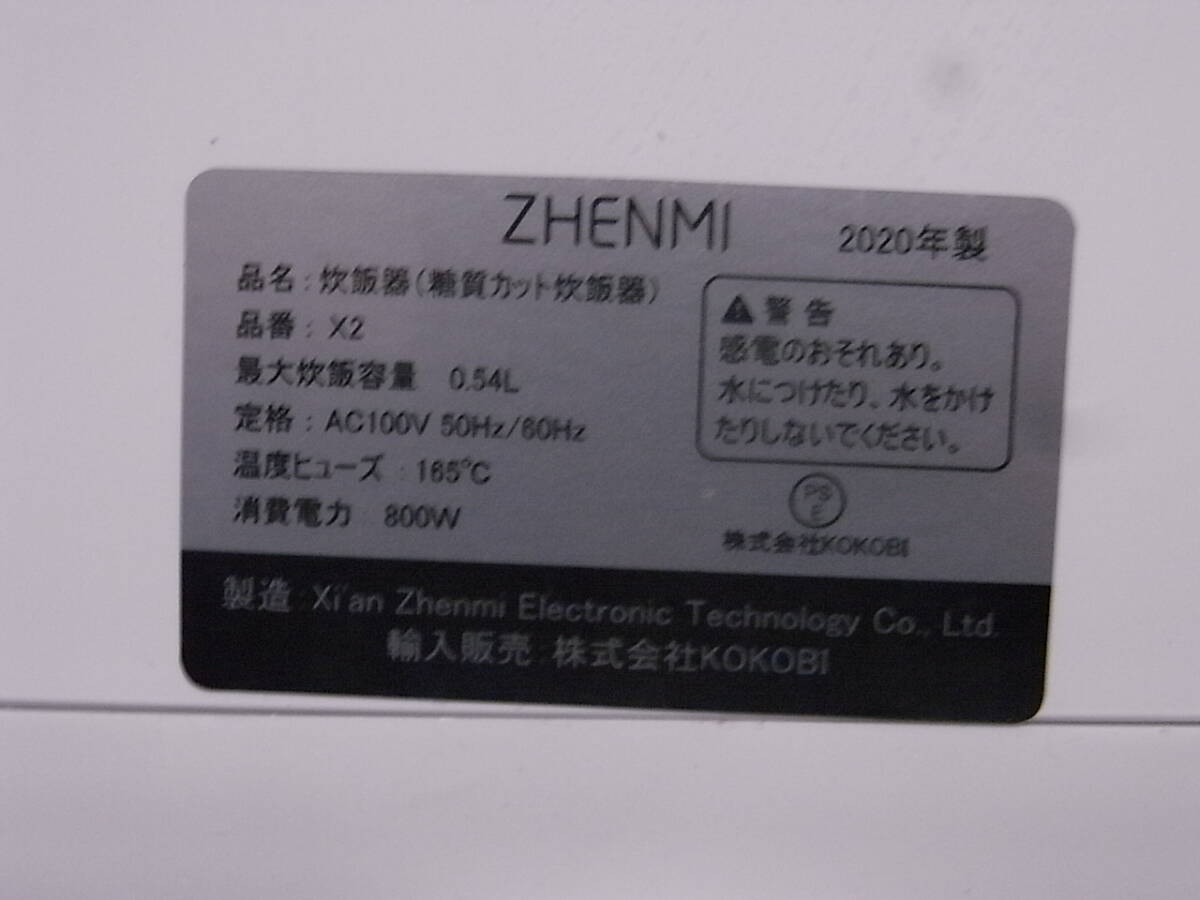 ZHENMI
2020年製
品名：炊飯器(糖質カット炊飯器)
品番：X2
最大炊飯容量 0.54L
定格：AC100V 50Hz/60Hz
温度ヒューズ：165℃
消費電力 800W
警告
感電のおそれあり。
水につけたり、水をかけ
たりしないでください。
PS
E
株式会社KOKOBI
製造：Xi'an Zhenmi Electronic Technology Co., Ltd.
輸入販売：株式会社KOKOBI